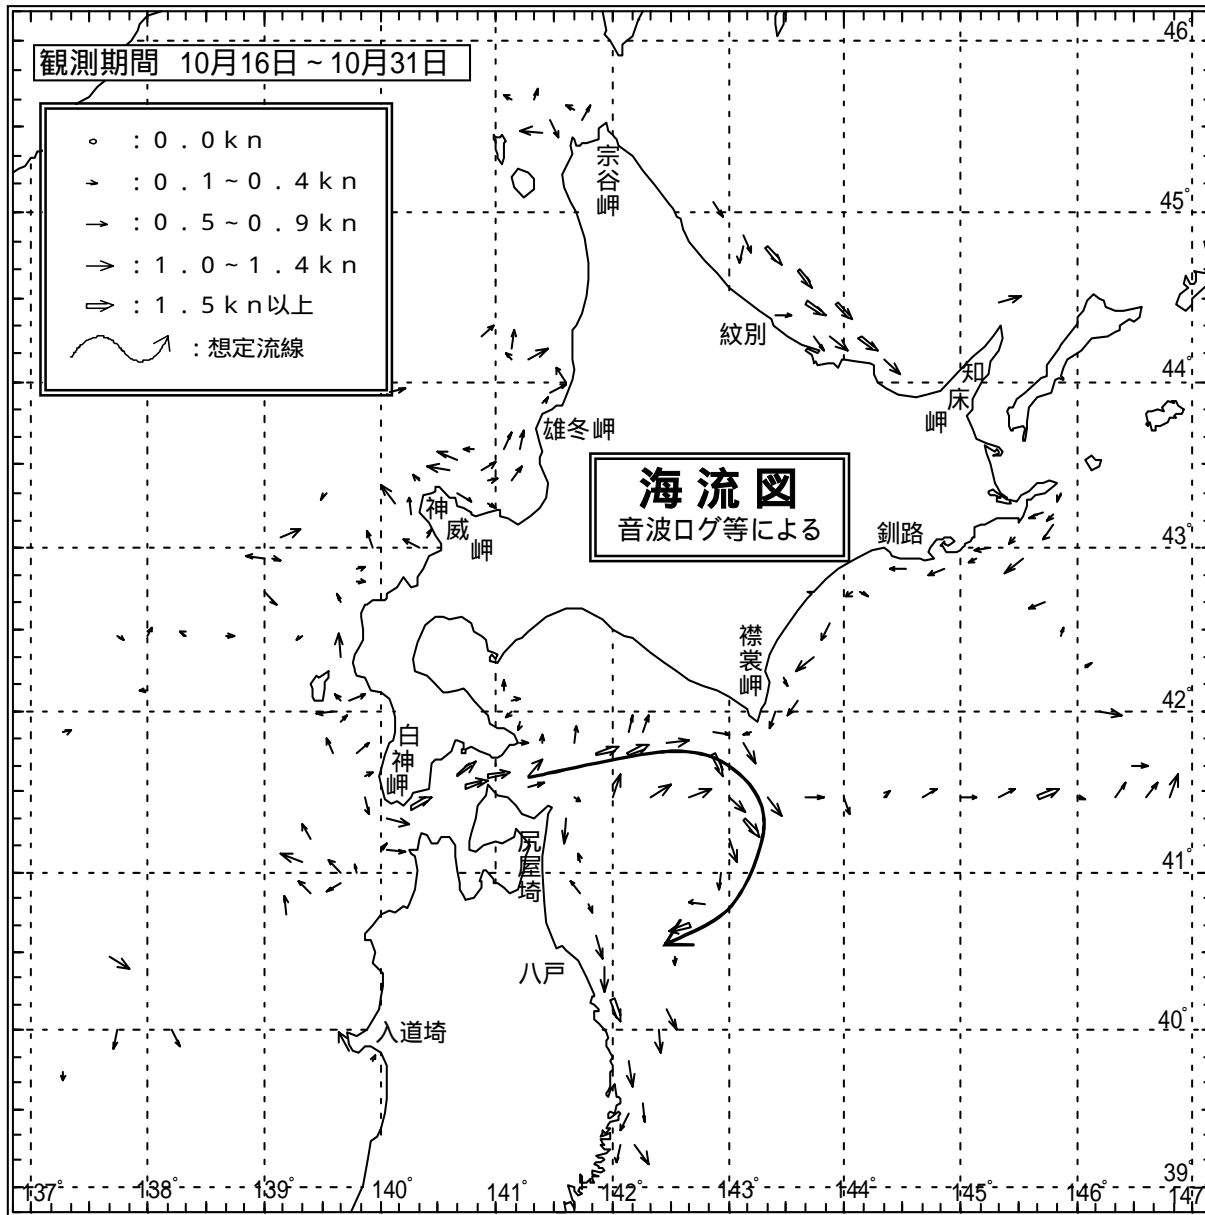 観測期間 10月16日～10月31日
：０．０ｋｎ
：０．１~０．４ｋｎ
：０．５~０．９ｋｎ
：１．０~１．４ｋｎ
：１．５ｋｎ以上
：想定流線
海流図
音波ログ等による
宗谷岬
紋別
知床岬
雄冬岬
神威岬
釧路
襟裳岬
白神岬
尻屋埼
八戸
入道埼
46°
45°
44°
43°
42°
41°
40°
39°
137°
138°
139°
140°
141°
142°
143°
144°
145°
146°
147